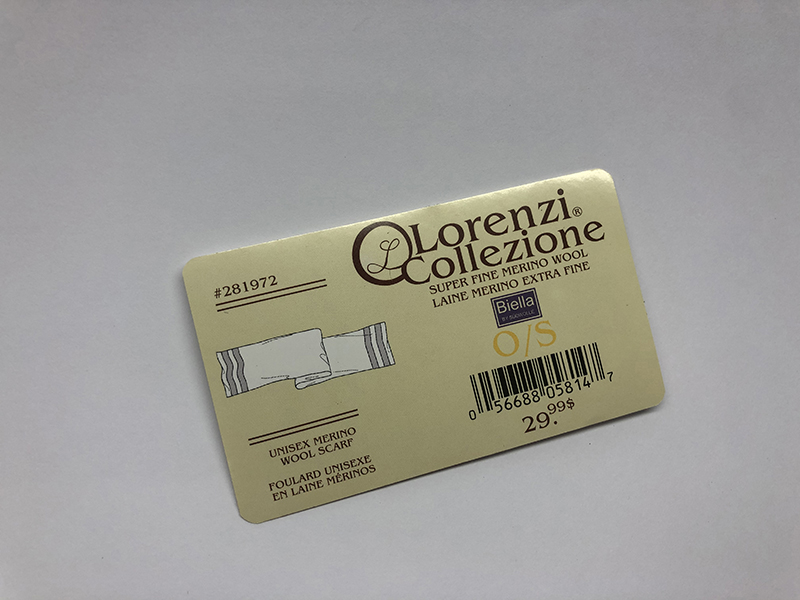 #281972
UNISEX MERINO
WOOL SCARF
FOULARD UNISEXE
EN LAINE MÉRINOS
L
LORENZI®
COLLEZIONE
SUPER FINE MERINO WOOL
LAINE MERINO EXTRA FINE
Biella
O/S
0 56688 05814 7
29.99$